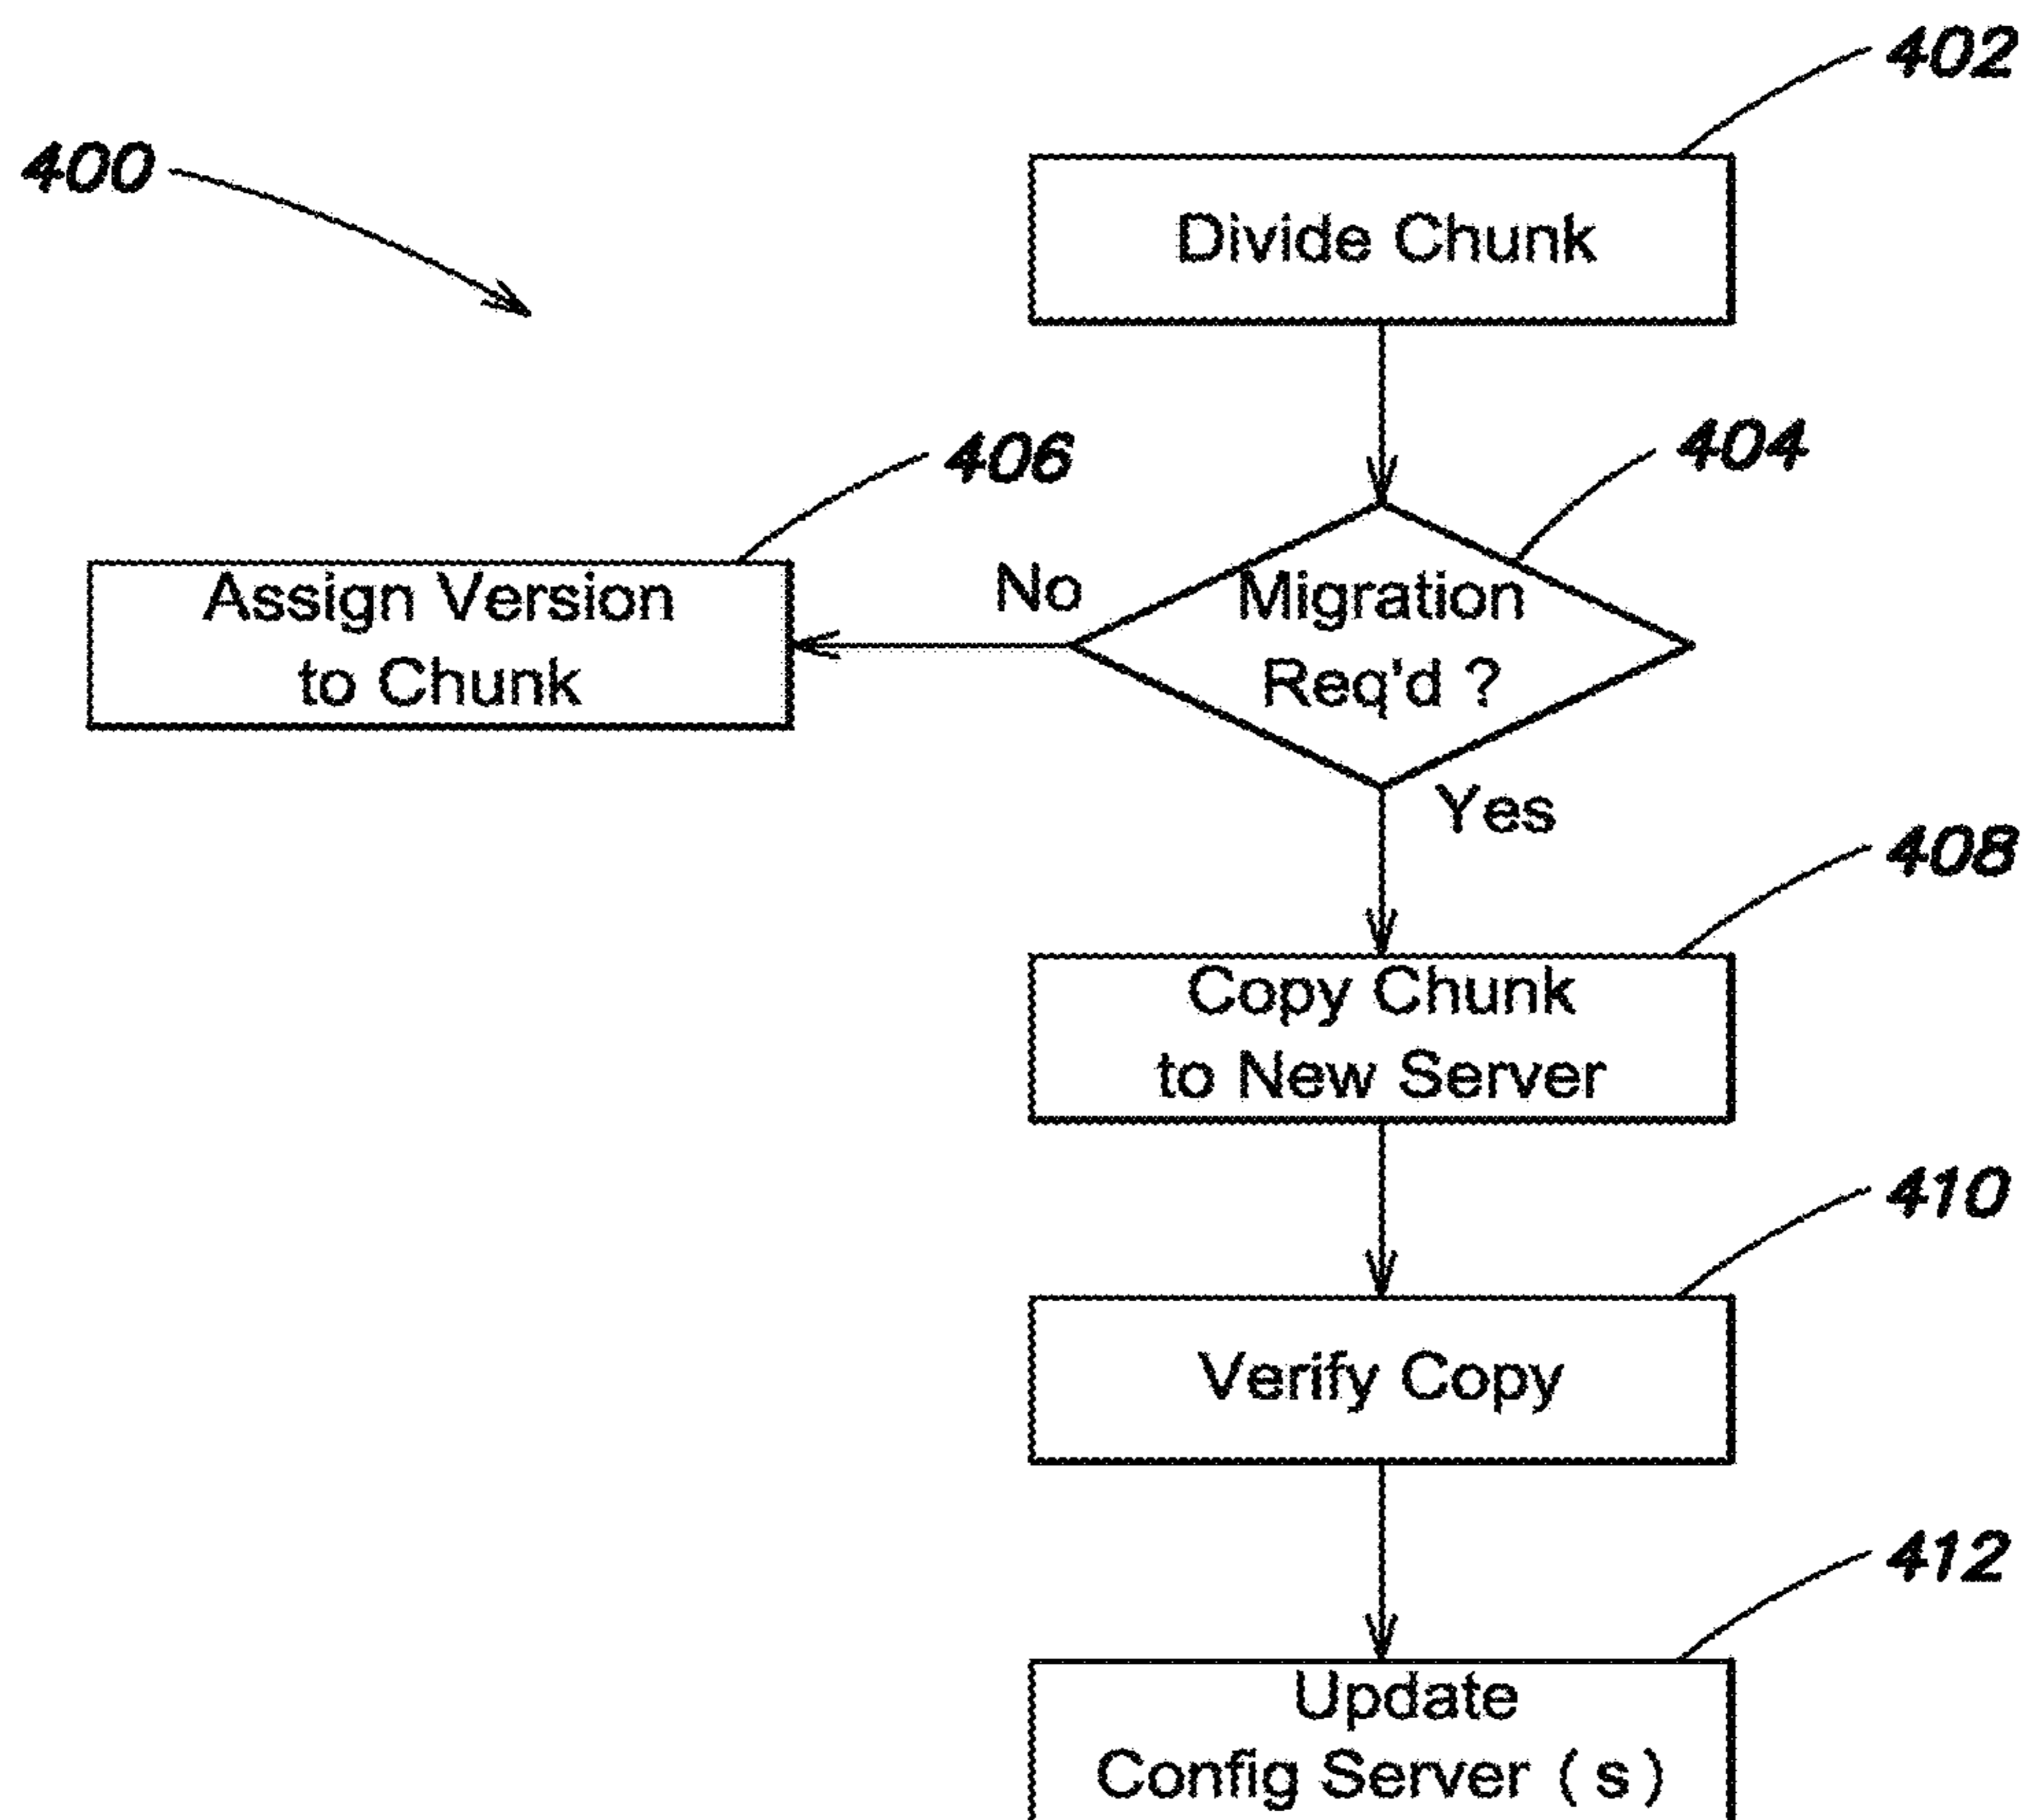 402
400
Divide Chunk
406
404
Assign Version
to Chunk
No
Migration
Req'd ?
Yes
408
Copy Chunk
to New Server
410
Verify Copy
412
Update
Config Server ( s )